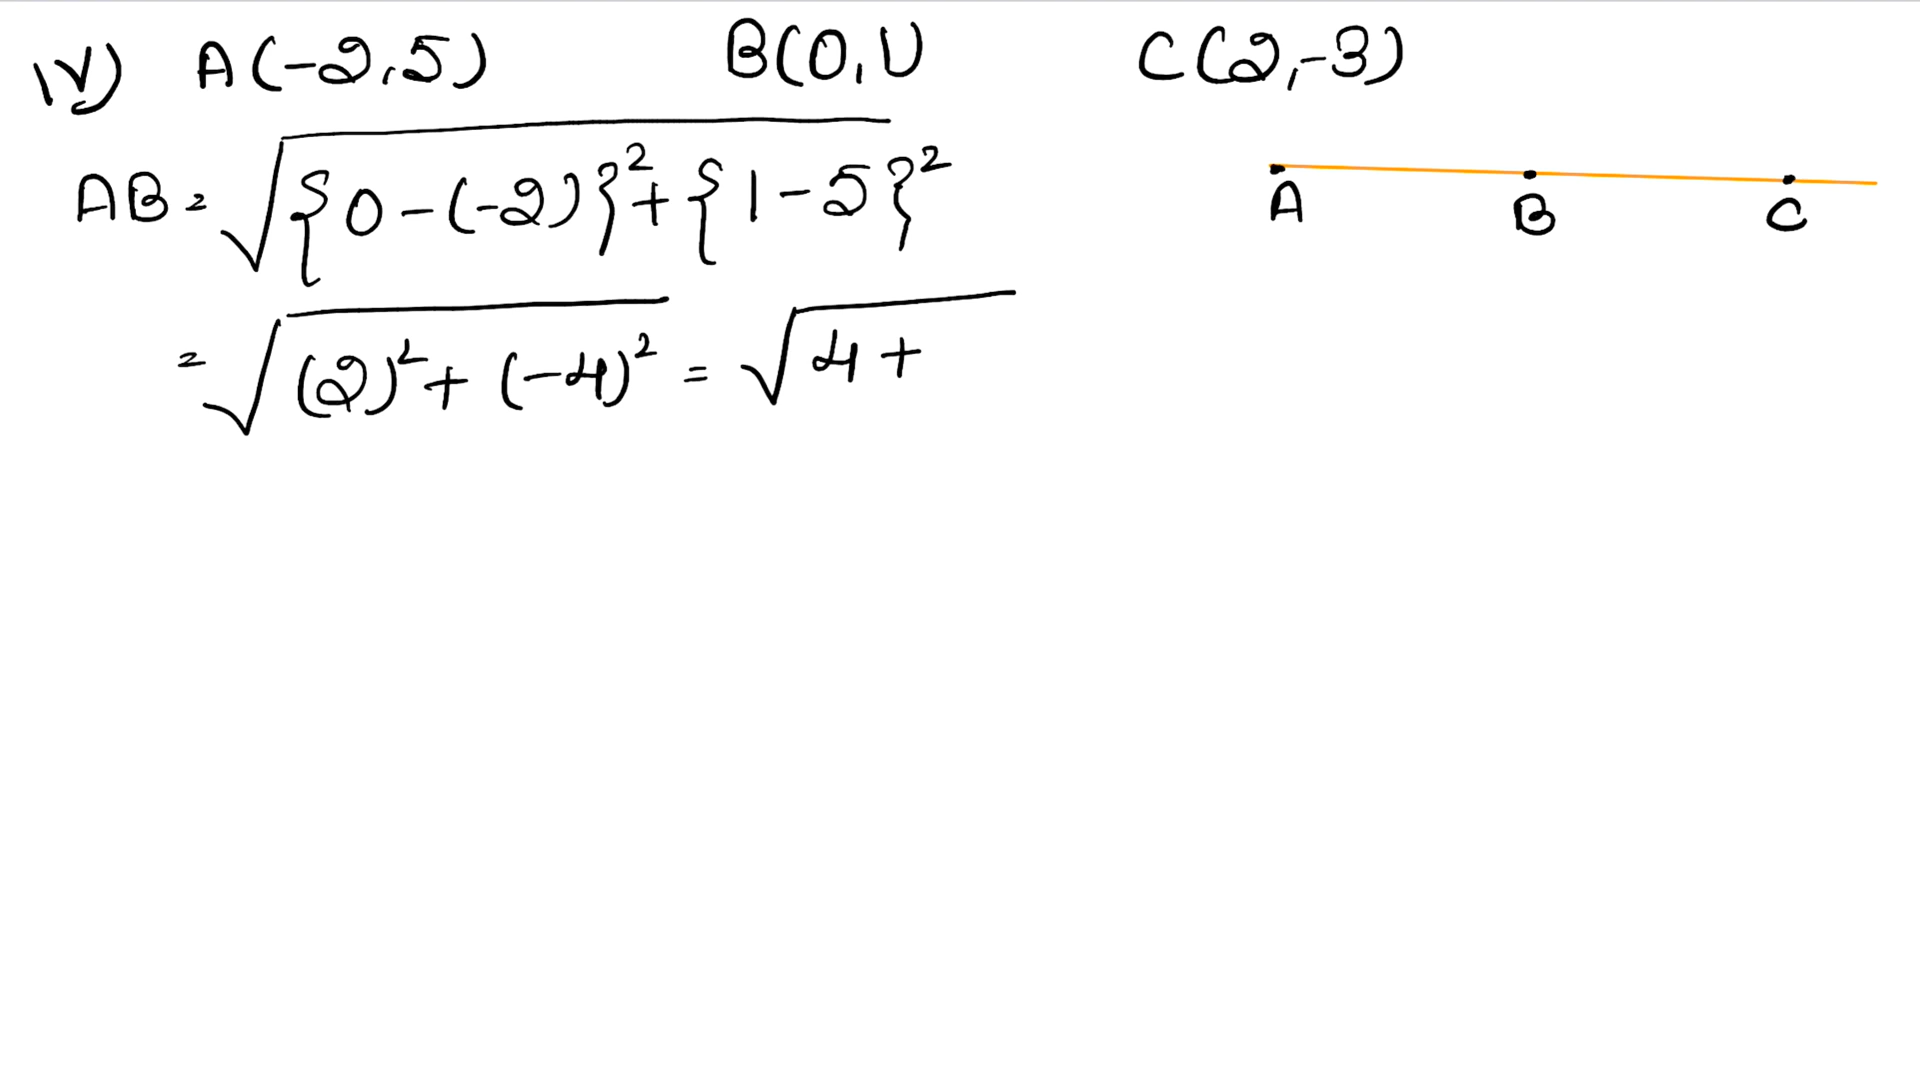 iv) A(-2,5) B(0,1) C(2,-3)
AB = √{0-(-2)}² + {1-5}²
A B C
= √(2)² + (-4)² = √4 +